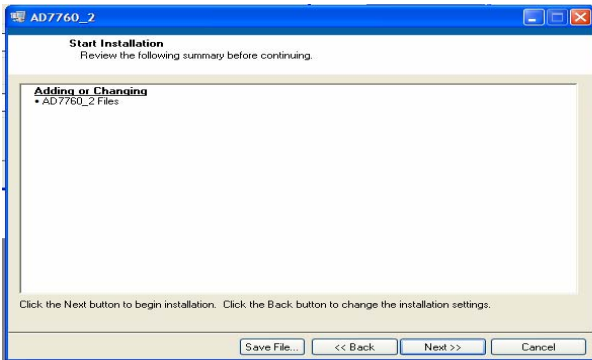 AD7760_2
Start Installation
Review the following summary before continuing.
Adding or Changing
• AD7760_2 Files
Click the Next button to begin installation. Click the Back button to change the installation settings.
Save File... << Back Next >> Cancel